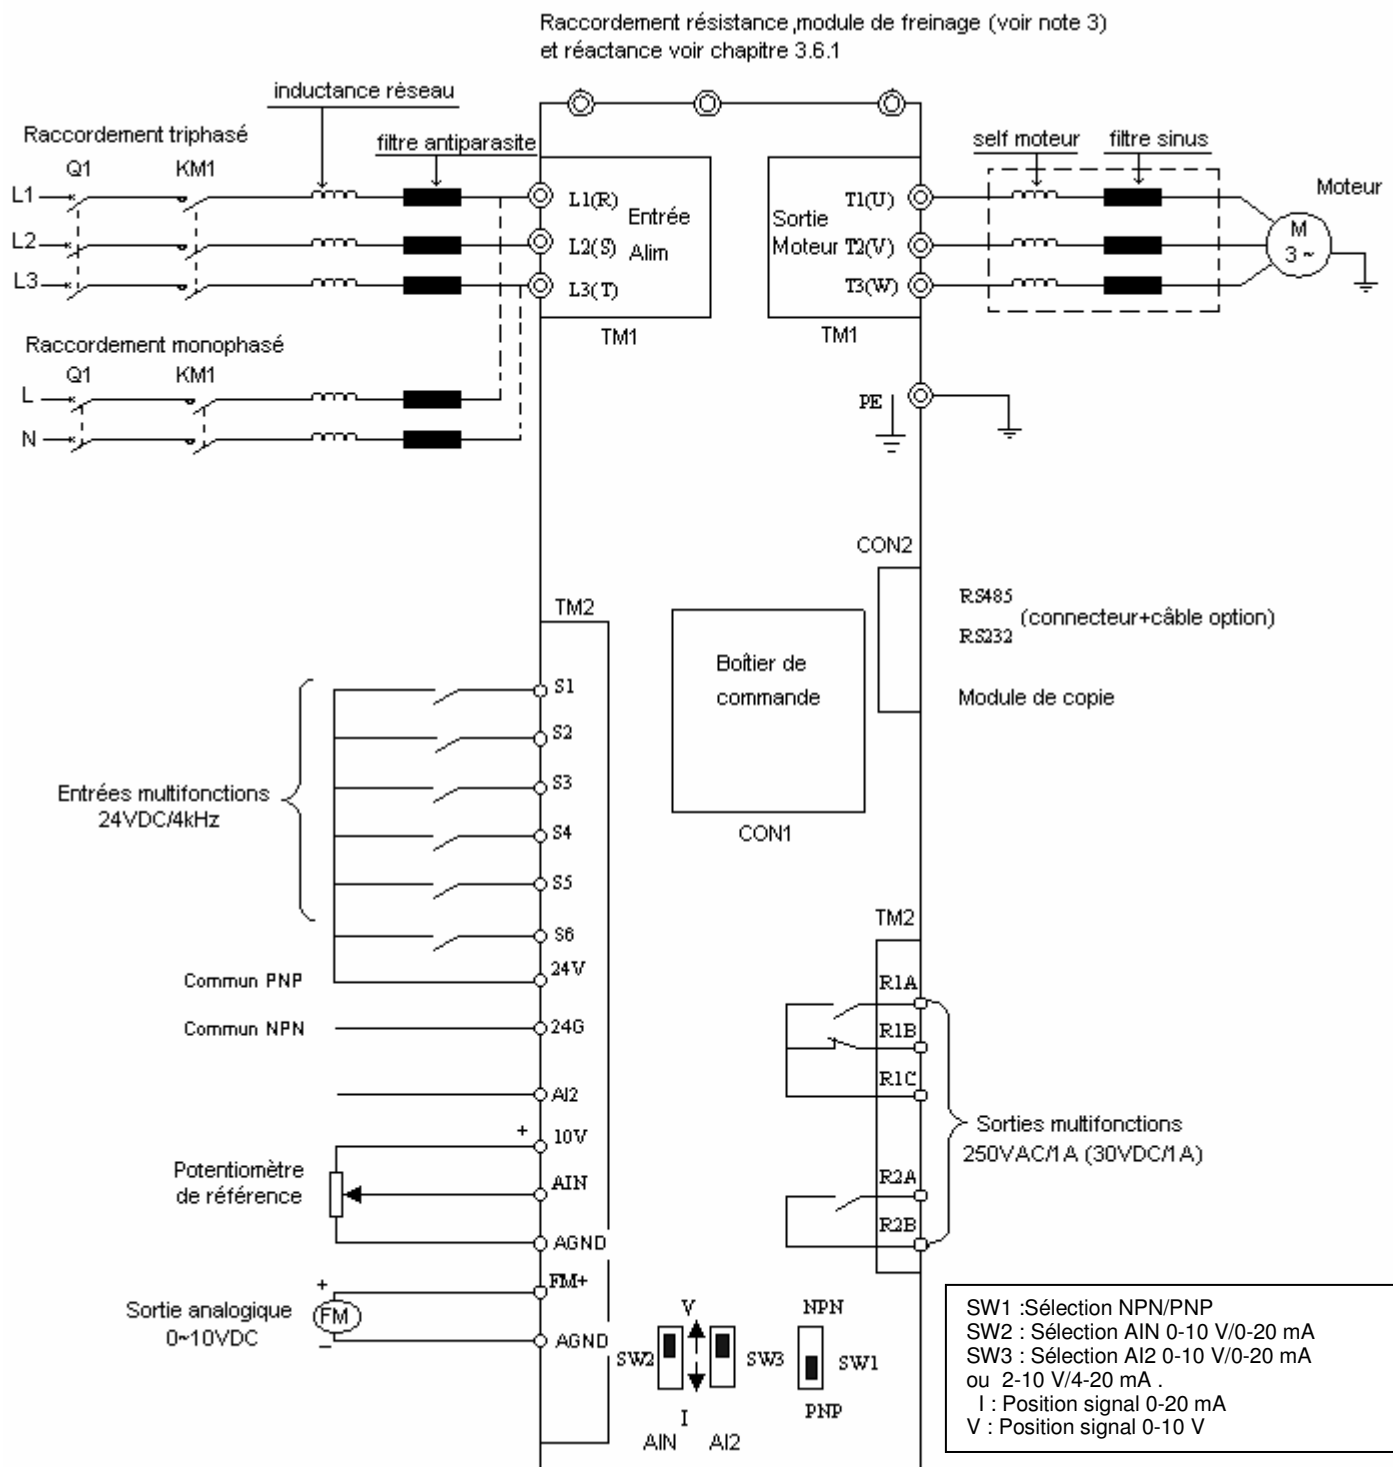 Raccordement résistance,module de freinage (voir note 3)
et réactance voir chapitre 3.6.1
inductance réseau
Raccordement triphasé
filtre antiparasite
self moteur
filtre sinus
Q1
KM1
Moteur
L1
L1(R)
T1(U)
Entrée
Sortie
M
L2
L2(S)
Alim
Moteur
T2(V)
3 ~
L3
L3(T)
T3(W)
TM1
TM1
Raccordement monophasé
Q1
KM1
L
PE
N
CON2
TM2
RS485
(connecteur+câble option)
RS232
Boîtier de
commande
S1
Module de copie
S2
S3
Entrées multifonctions
24VDC/4kHz
S4
CON1
S5
TM2
S6
24V
Commun PNP
R1A
Commun NPN
24G
R1B
R1C
AI2
+
10V
Sorties multifonctions
250VAC/1A (30VDC/1A)
Potentiomètre
de référence
AIN
R2A
R2B
AGND
FM+
+
Sortie analogique
0~10VDC
FM
−
AGND
V
NPN
SW2
SW3
SW1
I
PNP
AIN
AI2
SW1 :Sélection NPN/PNP
SW2 : Sélection AIN 0-10 V/0-20 mA
SW3 : Sélection AI2 0-10 V/0-20 mA
ou 2-10 V/4-20 mA .
I : Position signal 0-20 mA
V : Position signal 0-10 V